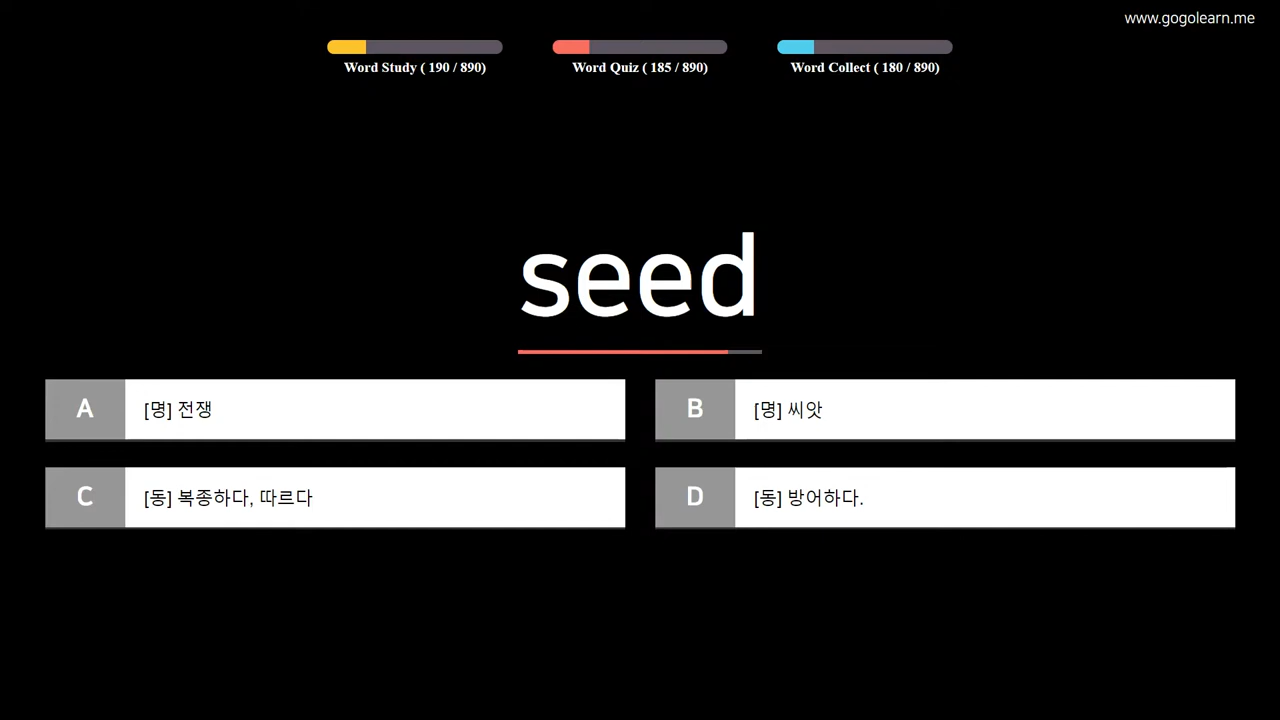 www.gogolearn.me
Word Study ( 190 / 890)
Word Quiz ( 185 / 890)
Word Collect ( 180 / 890)
seed
A [명] 전쟁
B [명] 씨앗
C [동] 복종하다, 따르다
D [동] 방어하다.